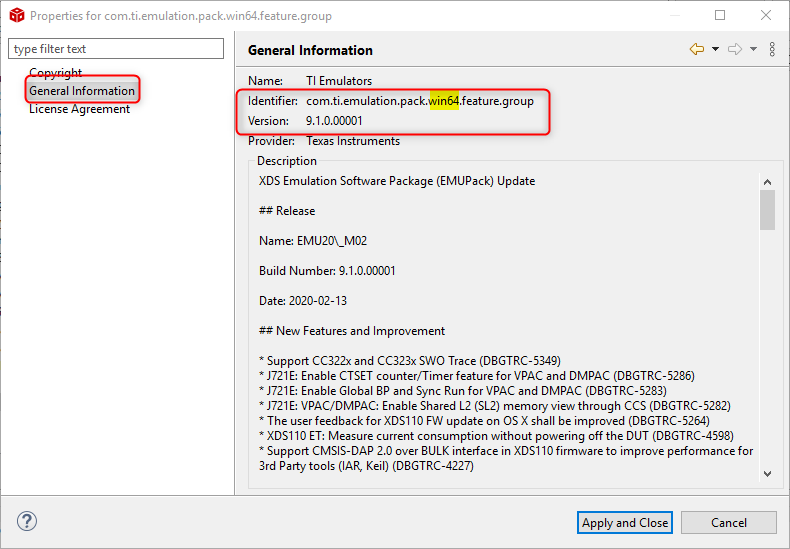 Properties for com.ti.emulation.pack.win64.feature.group
type filter text
Copyright
General Information
License Agreement
General Information
Name: TI Emulators
Identifier: com.ti.emulation.pack.win64.feature.group
Version: 9.1.0.00001
Provider: Texas Instruments
Description
XDS Emulation Software Package (EMUPack) Update
## Release
Name: EMU20\_M02
Build Number: 9.1.0.00001
Date: 2020-02-13
## New Features and Improvement
* Support CC322x and CC323x SWO Trace (DBGTRC-5349)
* J721E: Enable CTSET counter/Timer feature for VPAC and DMPAC (DBGTRC-5286)
* J721E: Enable Global BP and Sync Run for VPAC and DMPAC (DBGTRC-5283)
* J721E: VPAC/DMPAC: Enable Shared L2 (SL2) memory view through CCS (DBGTRC-5282)
* The user feedback for XDS110 FW update on OS X shall be improved (DBGTRC-5264)
* XDS110 ET: Measure current consumption without powering off the DUT (DBGTRC-4598)
* Support CMSIS-DAP 2.0 over BULK interface in XDS110 firmware to improve performance for
3rd Party tools (IAR, Keil) (DBGTRC-4227)
?
Apply and Close
Cancel